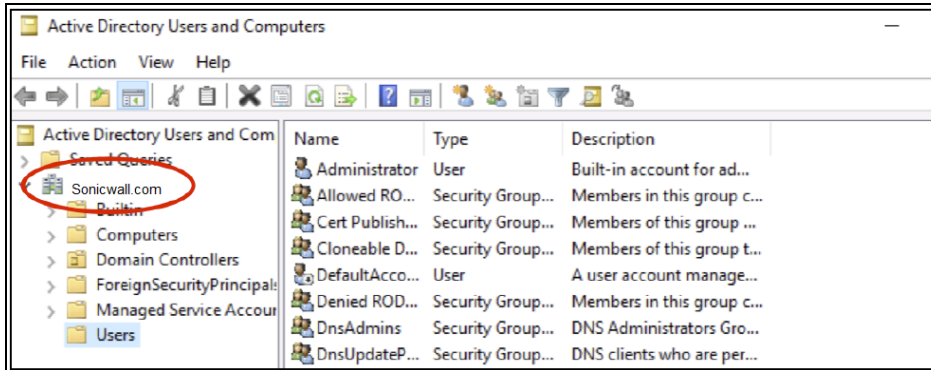 Active Directory Users and Computers
File Action View Help
Active Directory Users and Com
Saved Queries
Sonicwall.com
Builtin
Computers
Domain Controllers
ForeignSecurityPrincipals
Managed Service Accour
Users
Name Type Description
Administrator User Built-in account for ad...
Allowed RO... Security Group... Members in this group c...
Cert Publish... Security Group... Members of this group ...
Cloneable D... Security Group... Members of this group t...
DefaultAcco... User A user account manage...
Denied ROD... Security Group... Members in this group c...
DnsAdmins Security Group... DNS Administrators Gro...
DnsUpdateP... Security Group... DNS clients who are per...